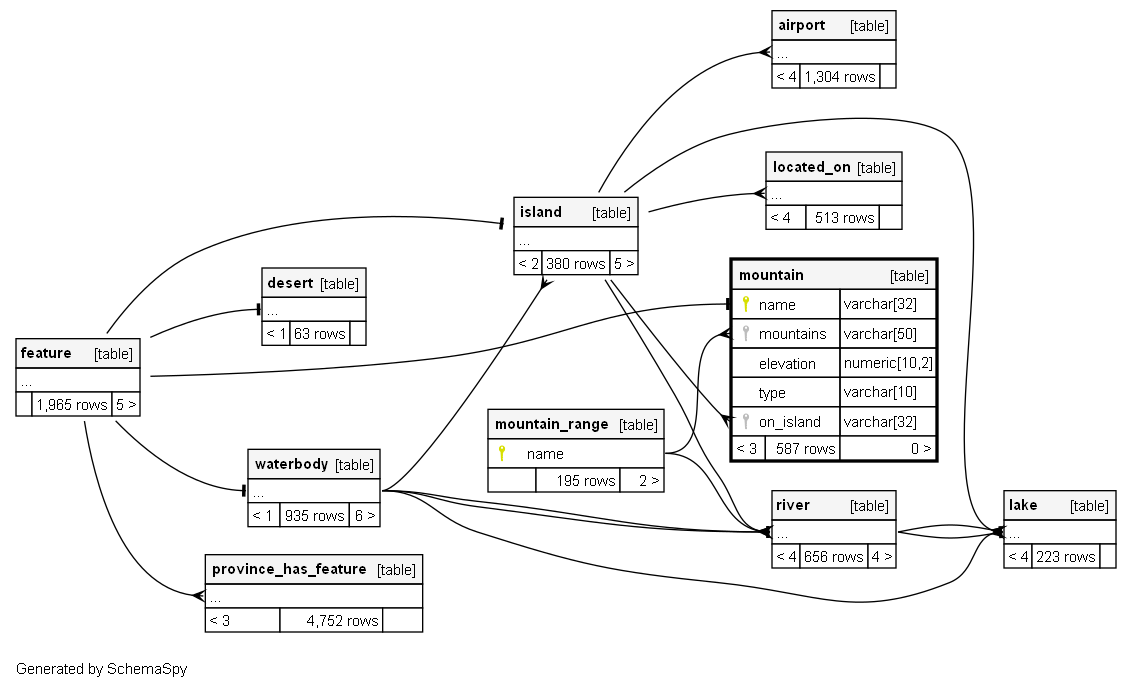 airport [table]
...
< 4 1,304 rows
located_on [table]
...
< 4 513 rows
island [table]
...
< 2 380 rows 5 >
mountain [table]
name varchar[32]
mountains varchar[50]
elevation numeric[10,2]
type varchar[10]
on_island varchar[32]
< 3 587 rows 0 >
desert [table]
...
< 1 63 rows
feature [table]
...
1,965 rows 5 >
mountain_range [table]
name
195 rows 2 >
waterbody [table]
...
< 1 935 rows 6 >
river [table]
...
< 4 656 rows 4 >
lake [table]
...
< 4 223 rows
province_has_feature [table]
...
< 3 4,752 rows
Generated by SchemaSpy